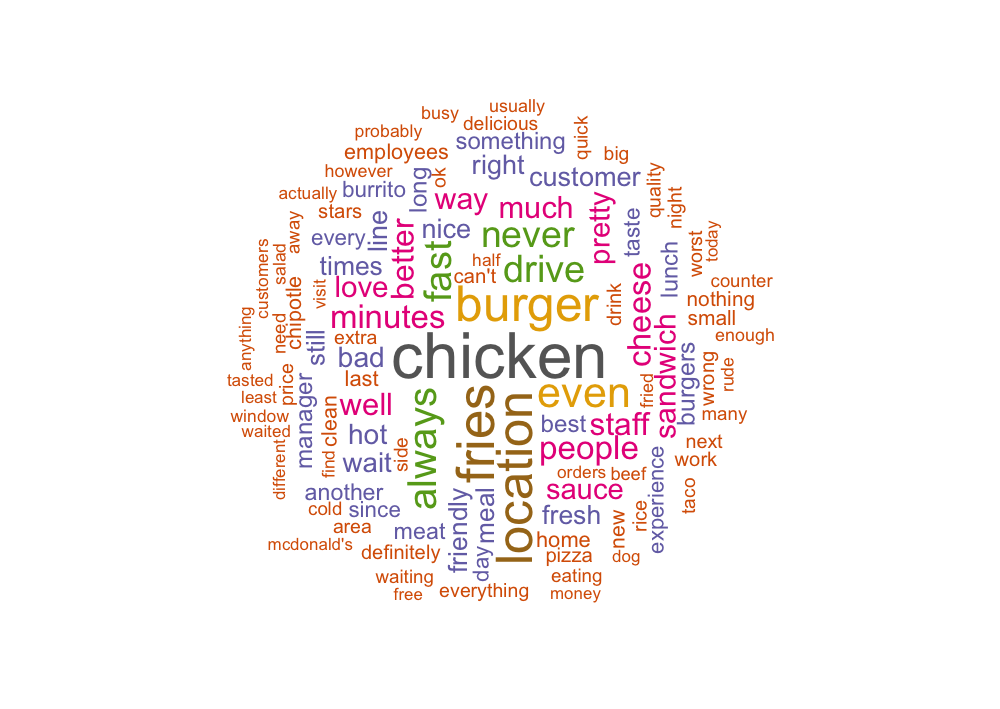 usually
busy
delicious
probably
something
quick
employees
right
big
however
customer
ok
long
quality
actually
burrito
way
much
pretty
night
stars
nice
never
taste
away
every
line
better
fast
half
drive
worst
today
customers
salad
times
can't
lunch
love
visit
chipotle
burger
drink
cheese
counter
nothing
minutes
small
anything
need
still
extra
sandwich
enough
bad
chicken
burgers
wrong
rude
tasted
price
last
even
fried
least
well
always
fries
location
many
window
clean
manager
hot
best
staff
waited
find
side
wait
people
next
work
different
another
orders
beef
sauce
experience
taco
cold
since
friendly
meal
fresh
new
rice
area
meat
home
mcdonald's
definitely
day
pizza
dog
waiting
eating
free
everything
money